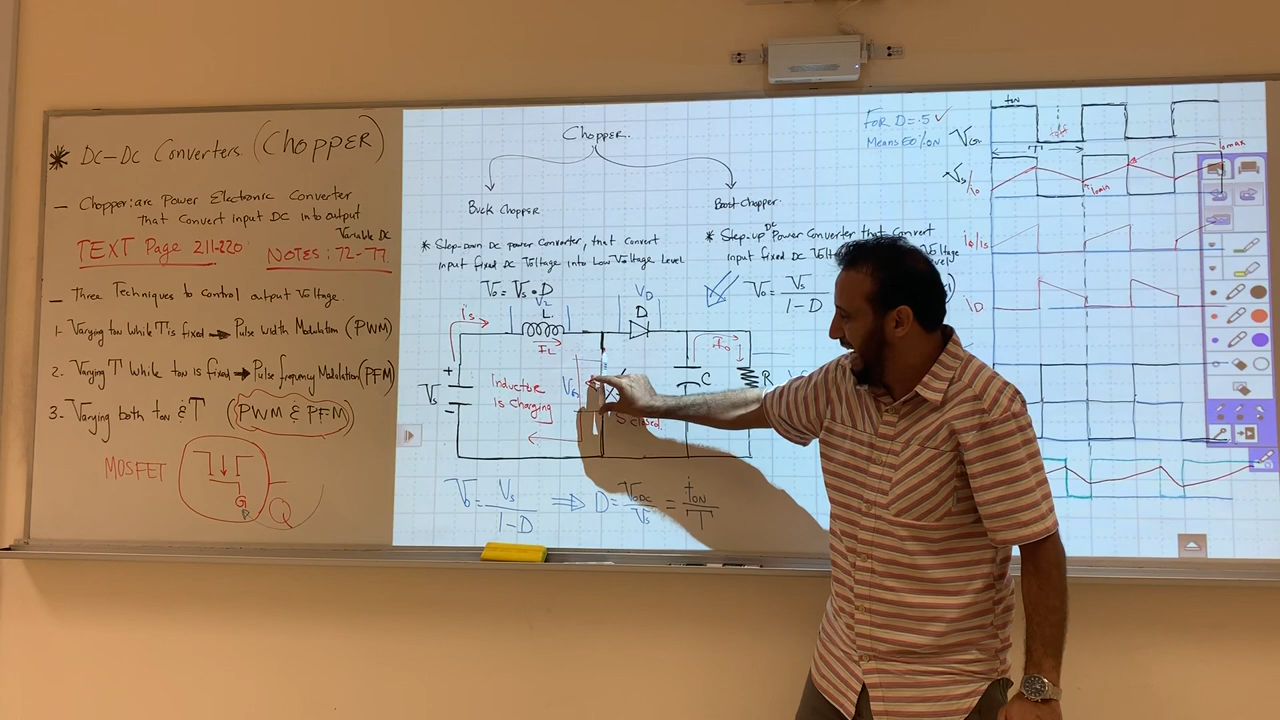 * DC-DC Converters (CHOPPER)
- Chopper: are Power Electronic Converter
that Convert input DC into output
Variable DC
TEXT Page 211-220
NOTES: 72-77
- Three Techniques to control output Voltage.
1- Varying ton while T is fixed → Pulse width Modulation (PWM)
2. Varying T while ton is fixed → Pulse frequency Modulation (PFM)
3- Varying both ton & T (PWM & PFM)
MOSFET
G
Q
Chopper.
Buck Chopper
Boost Chopper
* Step-Down DC power Converter, that Convert
input fixed DC Voltage into Low Voltage Level
Vo = Vs • D
* Step-up DC Power Converter that Convert
input fixed DC
Vo = Vs / 1-D
is
VL
L
IL
VD
D
Io
+
Vs
-
Inductor
is charging
VG
S closed.
C
R
Vo = Vs / 1-D ⇒ D = Vodc / Vs = ton / T
FOR D=.5 ✓
Means 50% ON
ton
toff
VG
T
Iomax
Iomin
iD